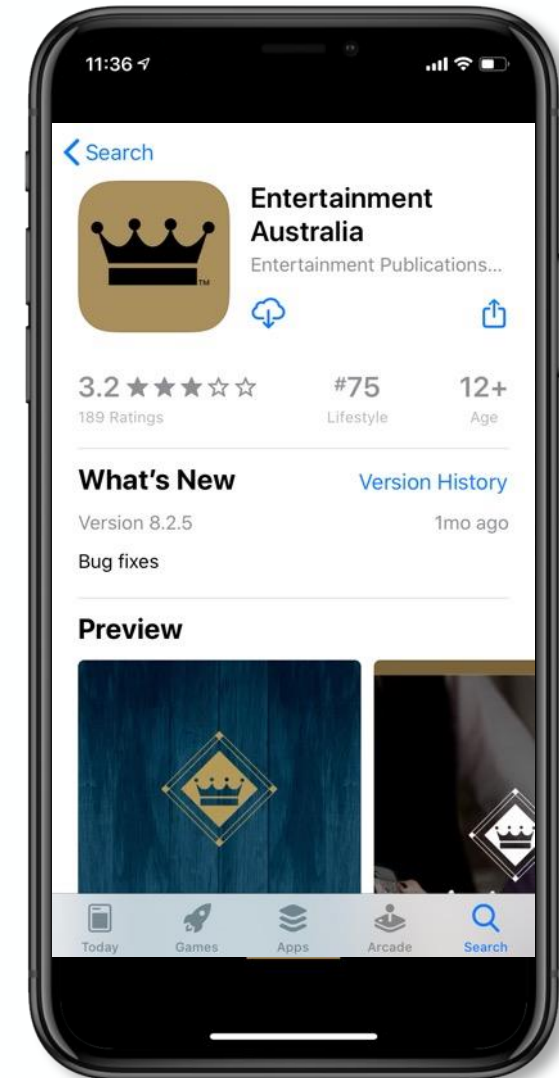 11:36
Search
Entertainment
Australia
Entertainment Publications...
TM
3.2 ★★★☆☆
#75
12+
189 Ratings
Lifestyle
Age
What's New
Version History
Version 8.2.5
1mo ago
Bug fixes
Preview
Today
Games
Apps
Arcade
Search